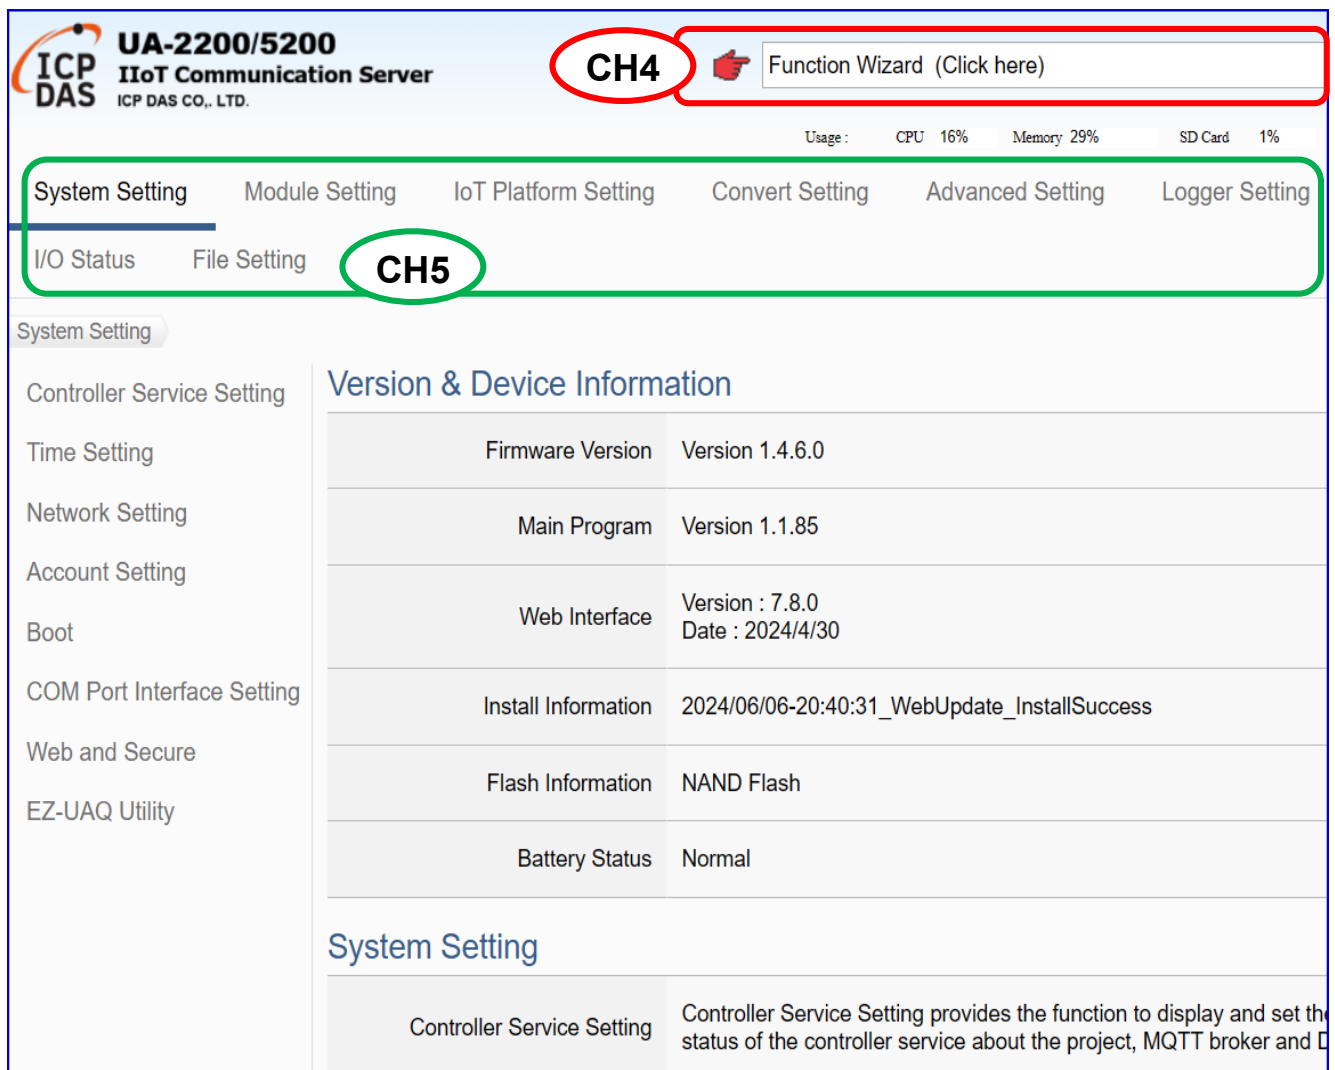 ICP
DAS
UA-2200/5200
IIoT Communication Server
ICP DAS CO,. LTD.
CH4
Function Wizard (Click here)
Usage : CPU 16% Memory 29% SD Card 1%
System Setting Module Setting IoT Platform Setting Convert Setting Advanced Setting Logger Setting
I/O Status File Setting
CH5
System Setting
Controller Service Setting
Time Setting
Network Setting
Account Setting
Boot
COM Port Interface Setting
Web and Secure
EZ-UAQ Utility
Version & Device Information
Firmware Version Version 1.4.6.0
Main Program Version 1.1.85
Web Interface Version : 7.8.0
Date : 2024/4/30
Install Information 2024/06/06-20:40:31_WebUpdate_InstallSuccess
Flash Information NAND Flash
Battery Status Normal
System Setting
Controller Service Setting Controller Service Setting provides the function to display and set the
status of the controller service about the project, MQTT broker and